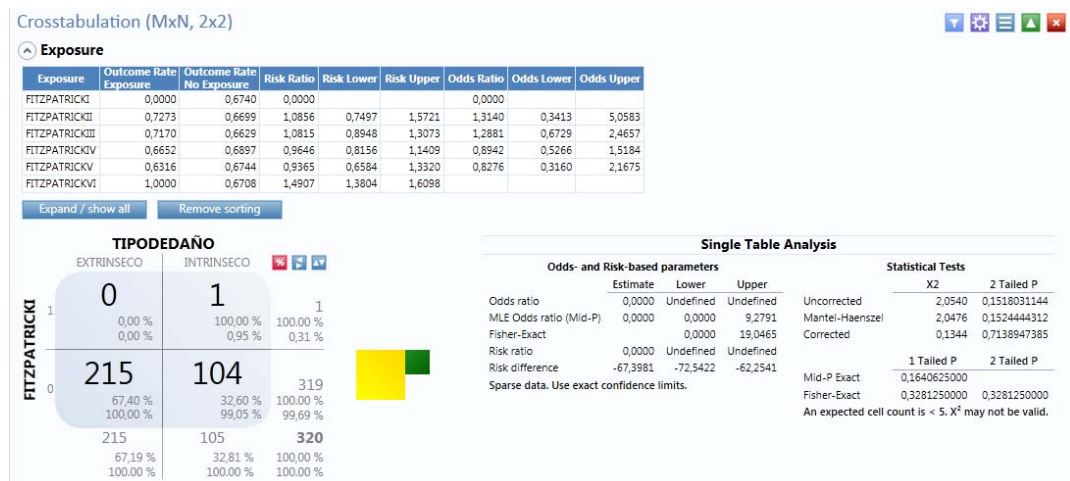 Crosstabulation (MxN, 2x2)
Exposure
Exposure Outcome Rate Exposure Outcome Rate No Exposure Risk Ratio Risk Lower Risk Upper Odds Ratio Odds Lower Odds Upper
FITZPATRICKI 0,0000 0,6740 0,0000 0,0000
FITZPATRICKII 0,7273 0,6699 1,0856 0,7497 1,5721 1,3140 0,3413 5,0583
FITZPATRICKIII 0,7170 0,6629 1,0815 0,8948 1,3073 1,2881 0,6729 2,4657
FITZPATRICKIV 0,6652 0,6897 0,9646 0,8156 1,1409 0,8942 0,5266 1,5184
FITZPATRICKV 0,6316 0,6744 0,9365 0,6584 1,3320 0,8276 0,3160 2,1675
FITZPATRICKVI 1,0000 0,6708 1,4907 1,3804 1,6098
Expand / show all Remove sorting
TIPODEDAÑO
EXTRINSECO INTRINSECO %
FITZPATRICKI
1 0 1 1
0,00 % 100,00 % 100.00 %
0,00 % 0,95 % 0,31 %
0 215 104 319
67,40 % 32,60 % 100.00 %
100,00 % 99,05 % 99,69 %
215 105 320
67,19 % 32,81 % 100,00 %
100.00 % 100.00 % 100.00 %
Single Table Analysis
Odds- and Risk-based parameters
Estimate Lower Upper
Odds ratio 0,0000 Undefined Undefined
MLE Odds ratio (Mid-P) 0,0000 0,0000 9,2791
Fisher-Exact 0,0000 19,0465
Risk ratio 0,0000 Undefined Undefined
Risk difference -67,3981 -72,5422 -62,2541
Sparse data. Use exact confidence limits.
Statistical Tests
X2 2 Tailed P
Uncorrected 2,0540 0,1518031144
Mantel-Haenszel 2,0476 0,1524444312
Corrected 0,1344 0,7138947385
1 Tailed P 2 Tailed P
Mid-P Exact 0,1640625000
Fisher-Exact 0,3281250000 0,3281250000
An expected cell count is < 5. X² may not be valid.